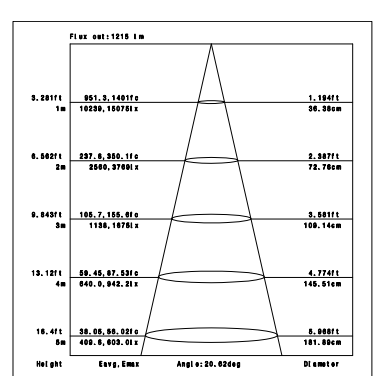 Flux out:1215 lm
3.281ft 951.3,1401fc 1.194ft
1m 10239,15075lx 36.38cm
6.562ft 237.8,350.1fc 2.387ft
2m 2560,3769lx 72.76cm
9.843ft 105.7,155.6fc 3.581ft
3m 1138,1675lx 109.14cm
13.12ft 59.45,87.53fc 4.774ft
4m 640.0,942.2lx 145.51cm
16.4ft 38.05,56.02fc 5.968ft
5m 409.6,603.0lx 181.89cm
Height Eavg,Emax Angle:20.62deg Diameter